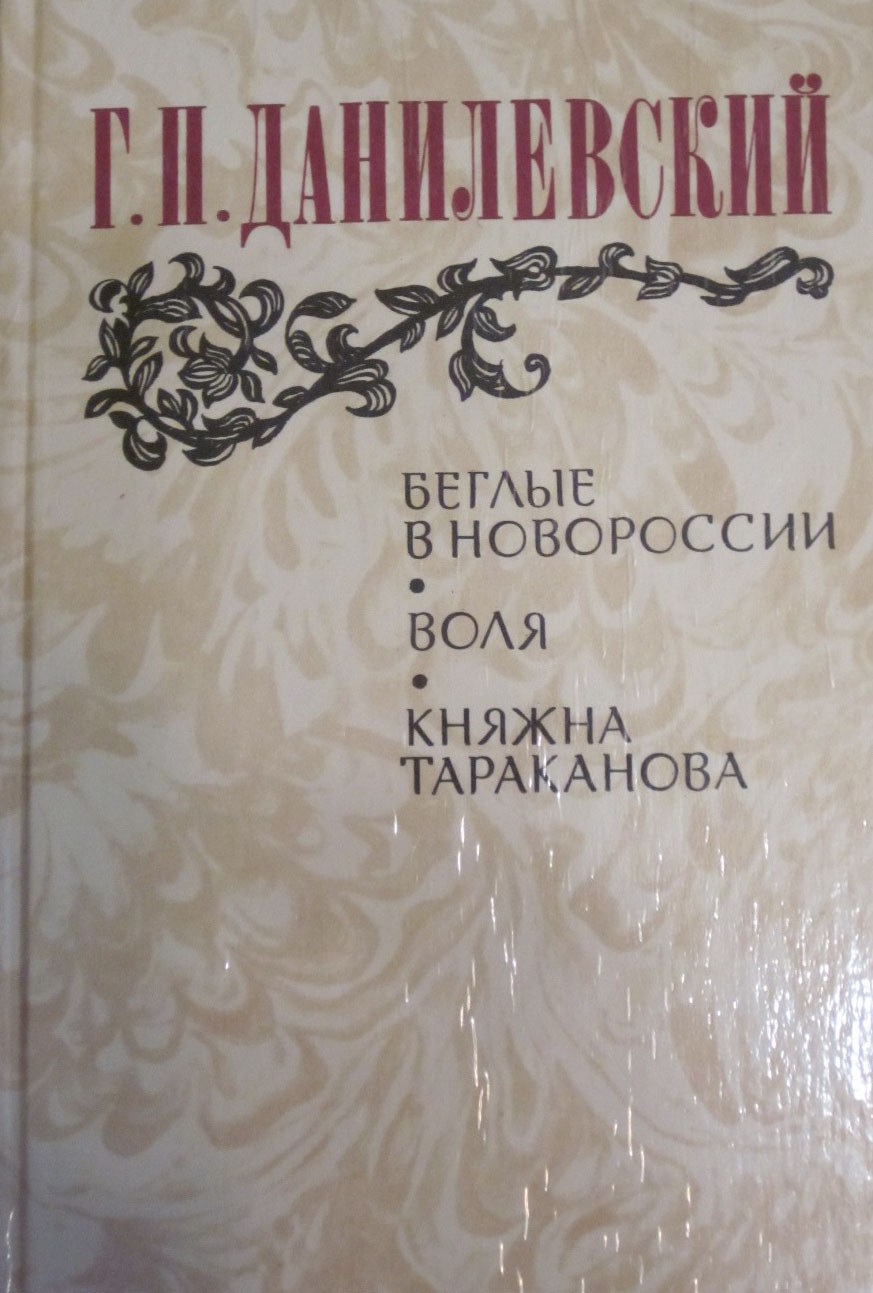 Г.П.ДАНИЛЕВСКИЙ
БЕГЛЫЕ
В НОВОРОССИИ
•
ВОЛЯ
•
КНЯЖНА
ТАРАКАНОВА